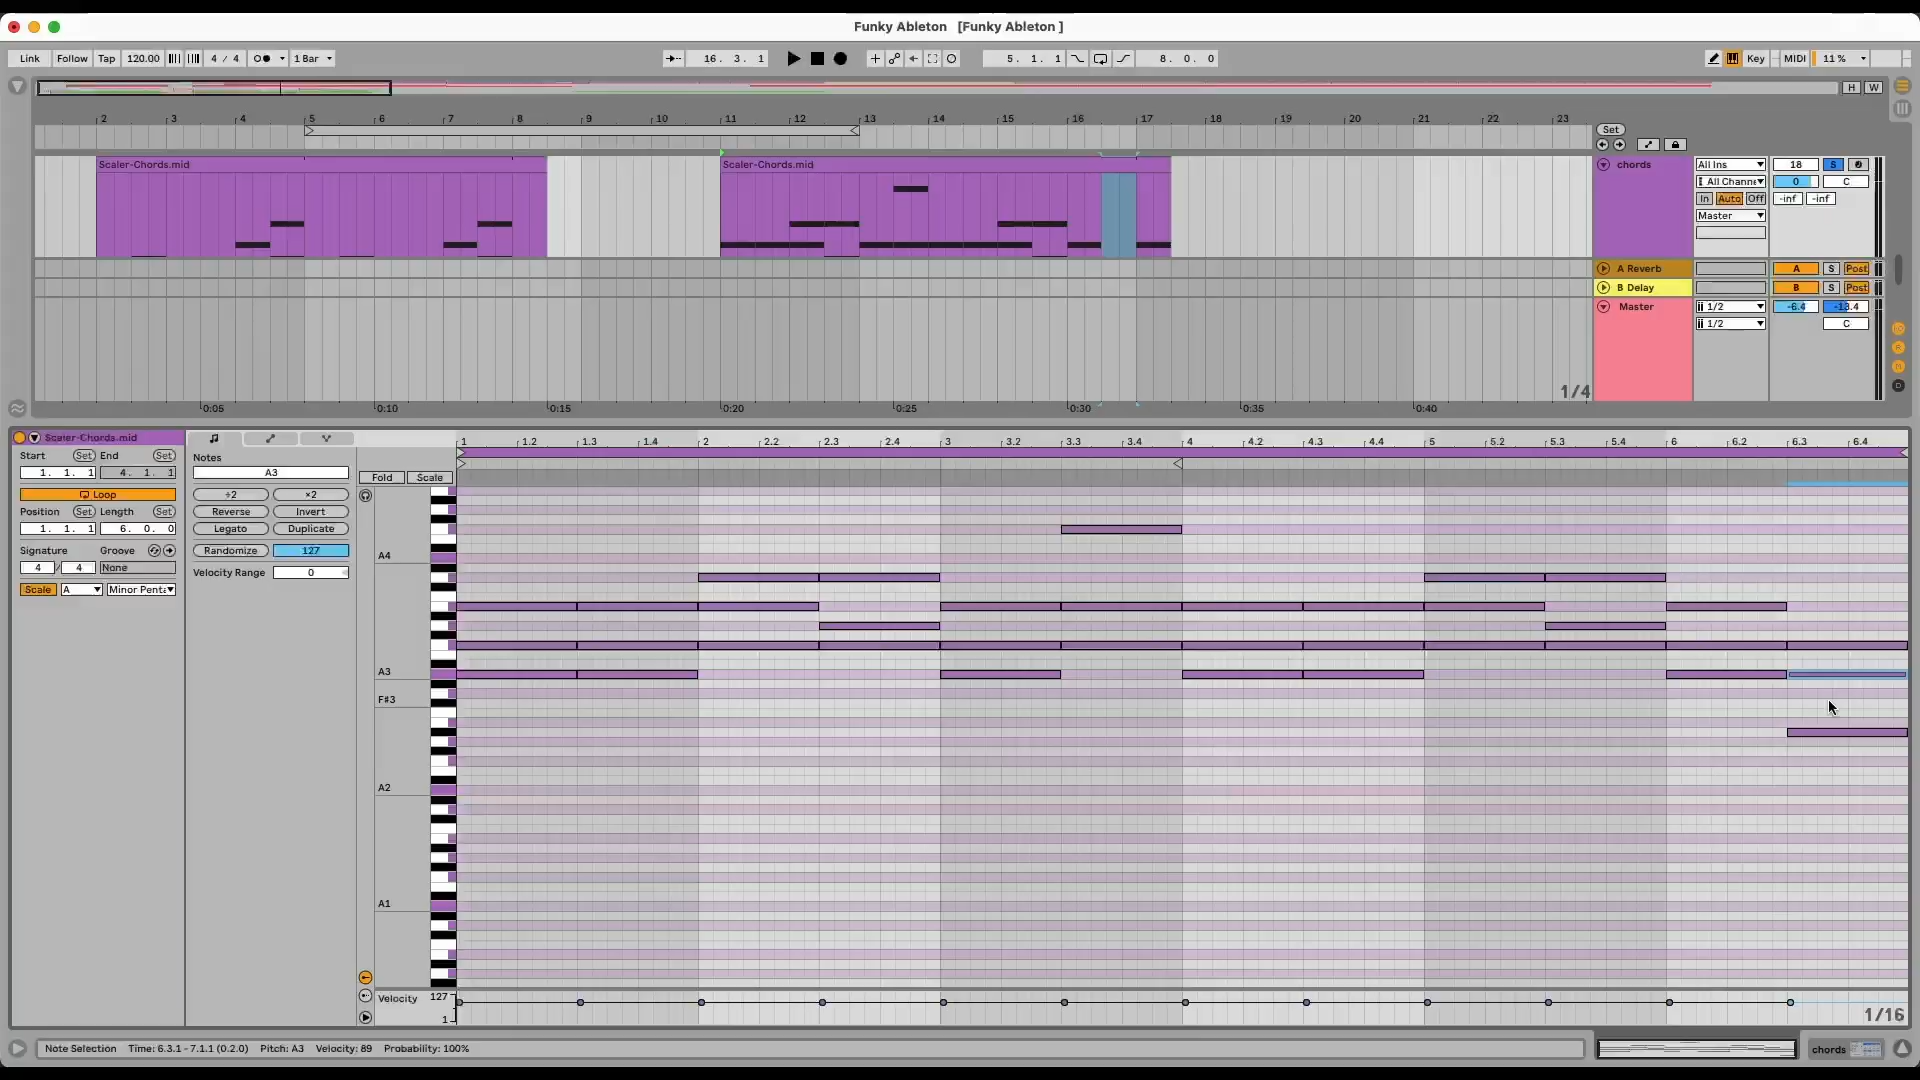 Funky Ableton [Funky Ableton ]
Link Follow Tap 120.00 4 / 4 1 Bar 16. 3. 1 5. 1. 1 8. 0. 0 Key MIDI 11 %
H W
2 3 4 5 6 7 8 9 10 11 12 13 14 15 16 17 18 19 20 21 22 23
Set
Scaler-Chords.mid Scaler-Chords.mid chords All Ins 18 S
All Channe 0 C
In Auto Off -inf -inf
Master
A Reverb A S Post
B Delay B S Post
Master 1/2 -6.4 -13.4
1/2 C
1/4
0:05 0:10 0:15 0:20 0:25 0:30 0:35 0:40
Scaler-Chords.mid
Start Set End Set
1. 1. 1 4. 1. 1
Loop
Position Set Length Set
1. 1. 1 6. 0. 0
Signature Groove
4 / 4 None
Scale A Minor Penta
Notes
A3
÷2 ×2
Reverse Invert
Legato Duplicate
Randomize 127
Velocity Range 0
1 1.2 1.3 1.4 2 2.2 2.3 2.4 3 3.2 3.3 3.4 4 4.2 4.3 4.4 5 5.2 5.3 5.4 6 6.2 6.3 6.4
Fold Scale
A4
A3
F#3
A2
A1
Velocity 127
1
1/16
Note Selection Time: 6.3.1 - 7.1.1 (0.2.0) Pitch: A3 Velocity: 89 Probability: 100%
chords